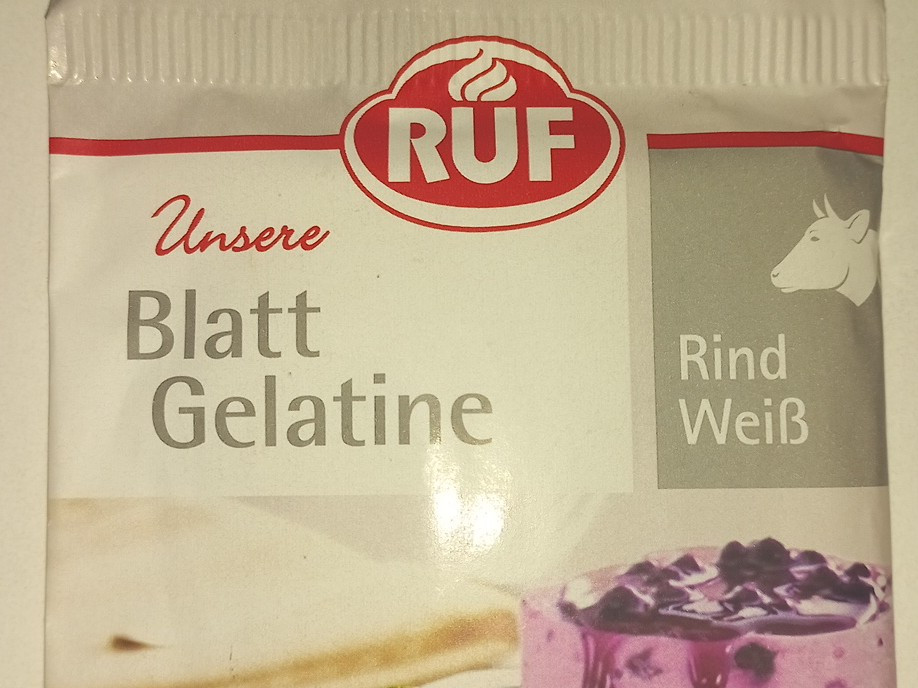 RUF
Unsere
Blatt
Gelatine
Rind
Weiß